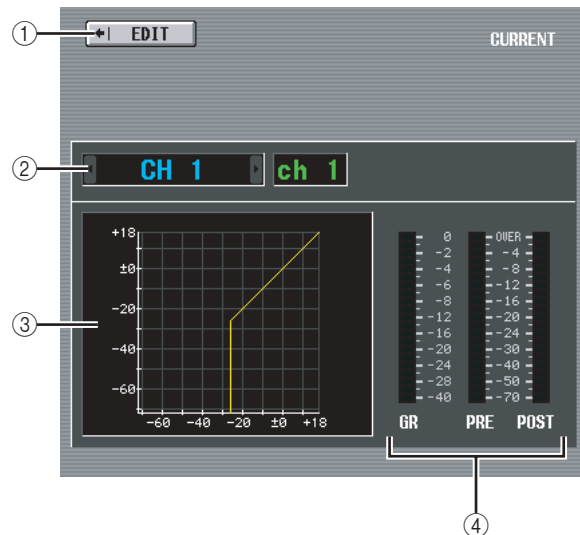 ① EDIT
CURRENT
② CH 1 ch 1
③
+18
±0
-20
-40
-60
-60 -40 -20 ±0 +18
0 OVER
-2 -4
-4 -8
-6 -12
-8 -16
-12 -20
-16 -24
-20 -30
-24 -40
-28 -50
-40 -70
GR PRE POST
④